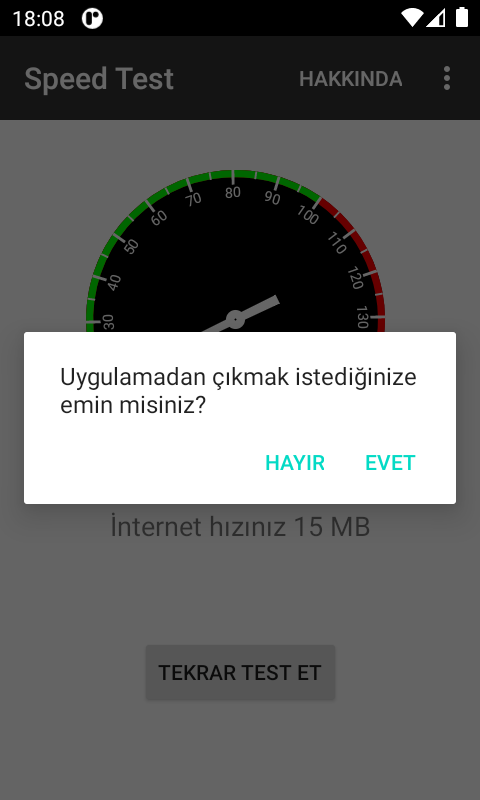 18:08
Speed Test
HAKKINDA
30
40
50
60
70
80
90
100
110
120
130
Uygulamadan çıkmak istediğinize
emin misiniz?
HAYIR
EVET
İnternet hızınız 15 MB
TEKRAR TEST ET